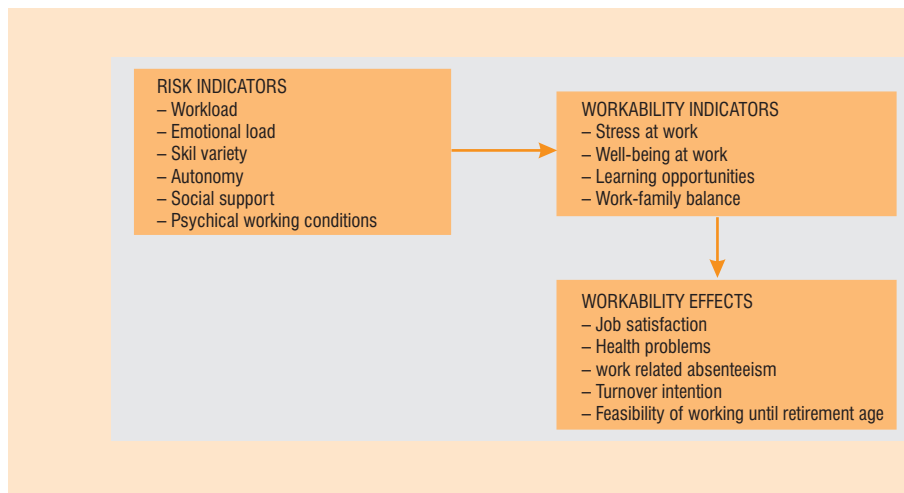 RISK INDICATORS
– Workload
– Emotional load
– Skil variety
– Autonomy
– Social support
– Psychical working conditions
WORKABILITY INDICATORS
– Stress at work
– Well-being at work
– Learning opportunities
– Work-family balance
WORKABILITY EFFECTS
– Job satisfaction
– Health problems
– work related absenteeism
– Turnover intention
– Feasibility of working until retirement age